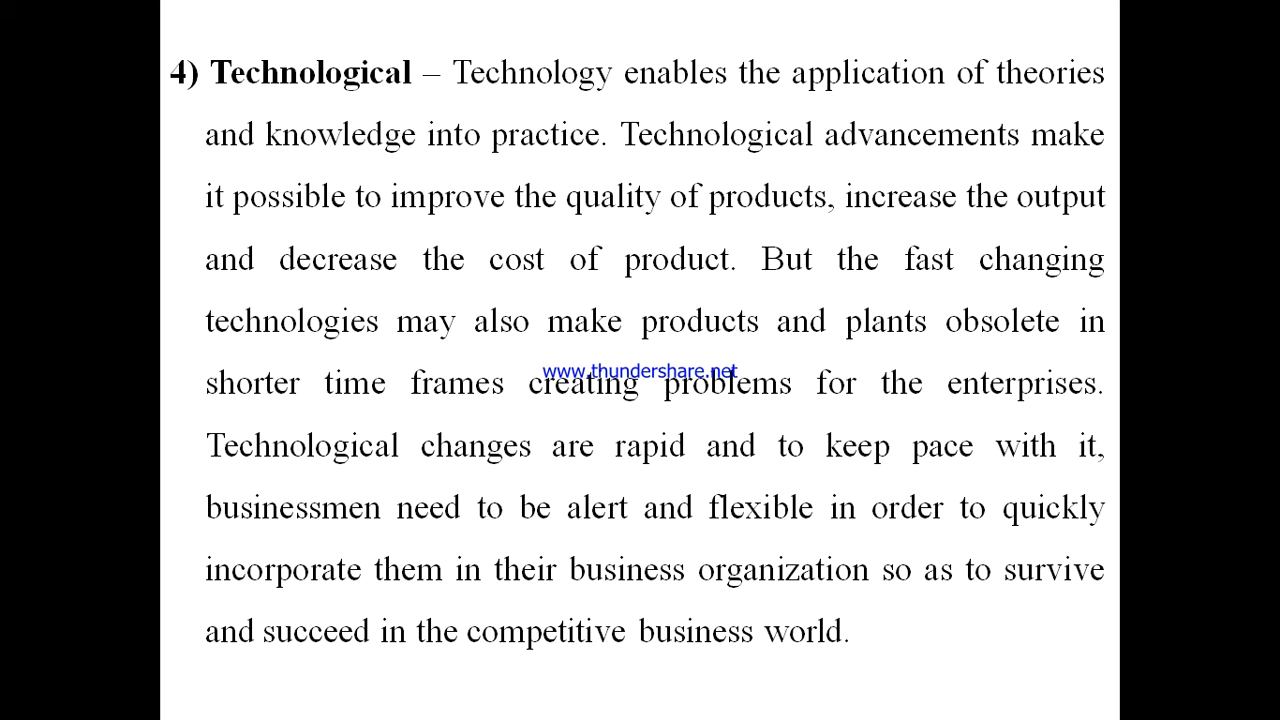 4) Technological – Technology enables the application of theories
and knowledge into practice. Technological advancements make
it possible to improve the quality of products, increase the output
and decrease the cost of product. But the fast changing
technologies may also make products and plants obsolete in
www.thundershare.net
shorter time frames creating problems for the enterprises.
Technological changes are rapid and to keep pace with it,
businessmen need to be alert and flexible in order to quickly
incorporate them in their business organization so as to survive
and succeed in the competitive business world.